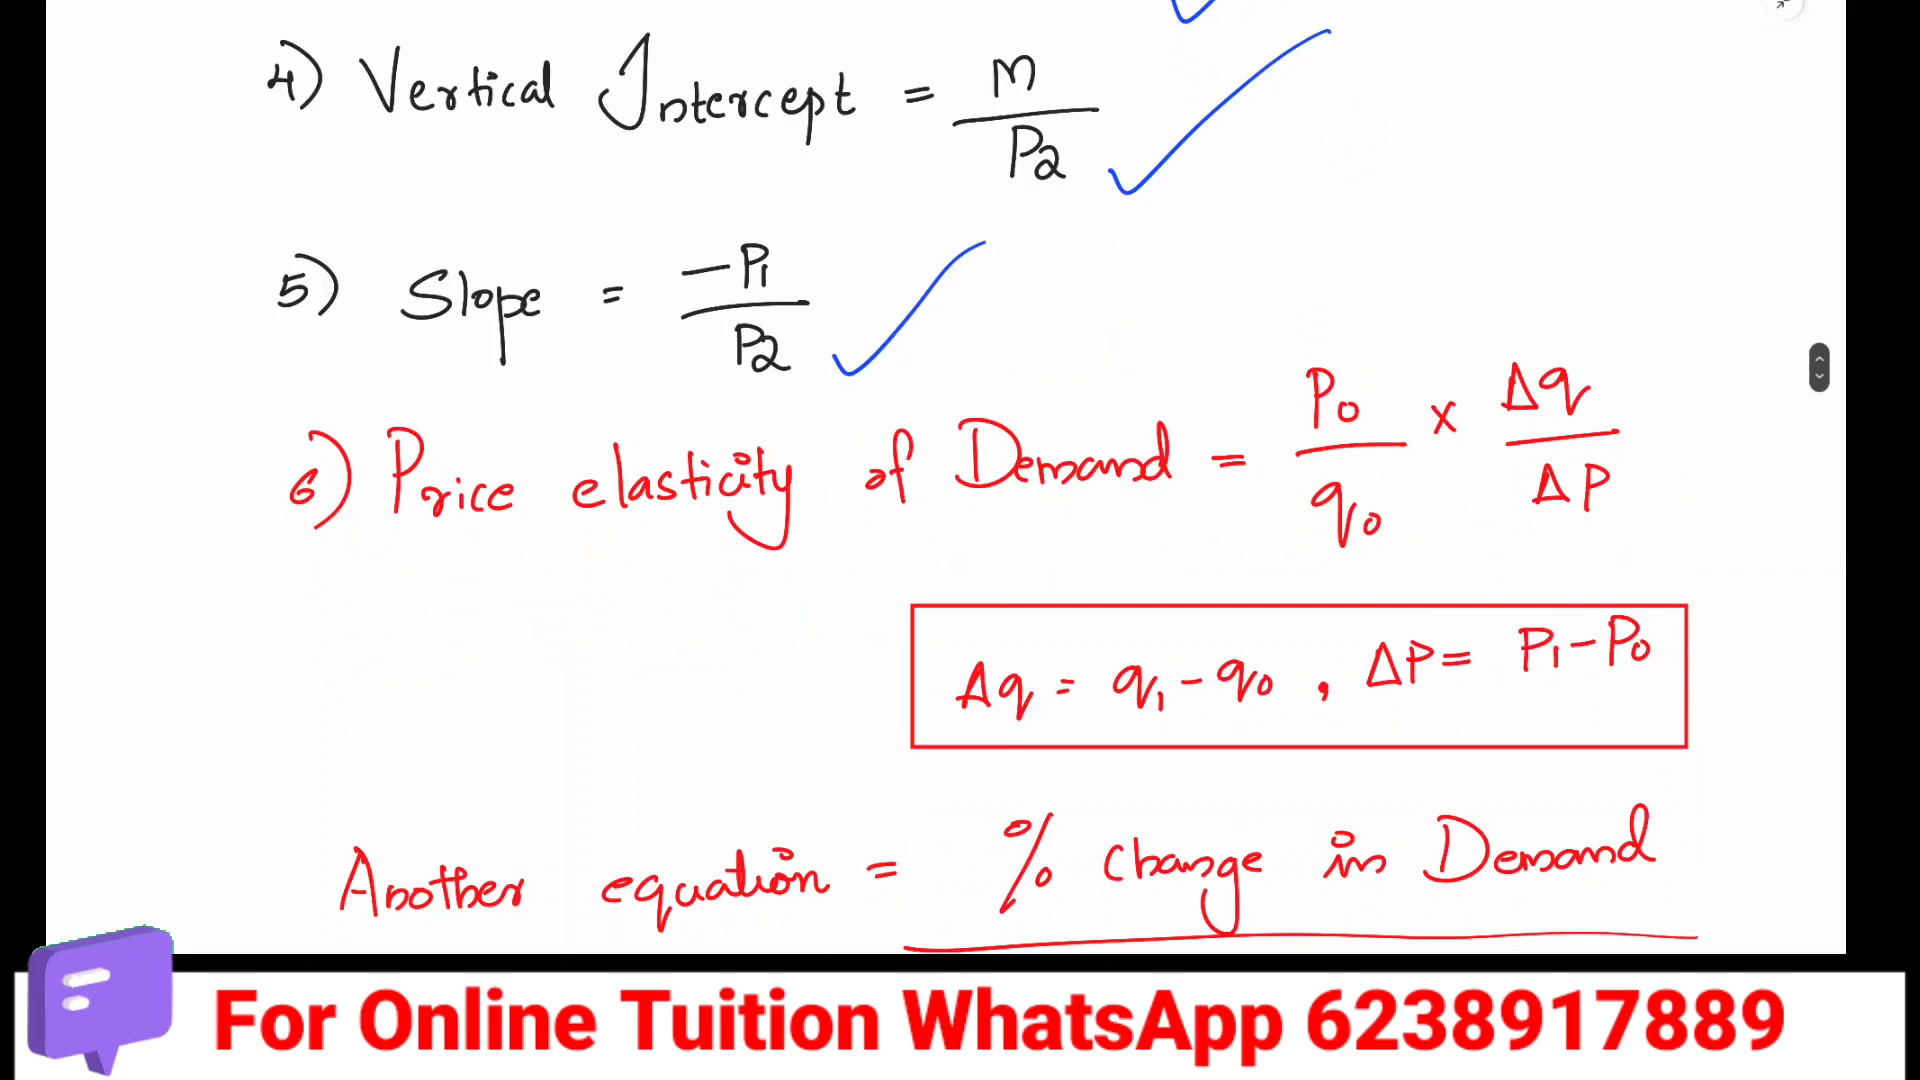 4) Vertical Intercept = M / P2
5) Slope = -P1 / P2
6) Price elasticity of Demand = P0 / q0 x Δq / ΔP
Δq = q1 - q0 , ΔP = P1 - P0
Another equation = % change in Demand
For Online Tuition WhatsApp 6238917889